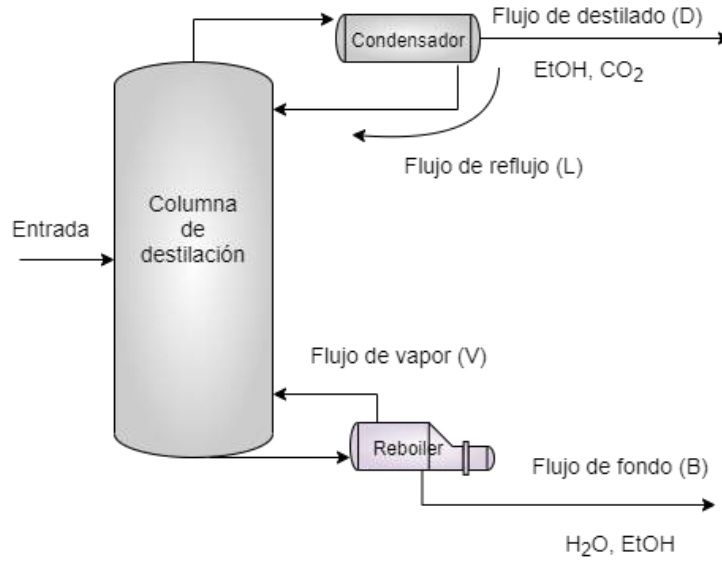 Flujo de destilado (D)
Condensador
EtOH, CO₂
Flujo de reflujo (L)
Columna
de
destilación
Entrada
Flujo de vapor (V)
Reboiler
Flujo de fondo (B)
H₂O, EtOH